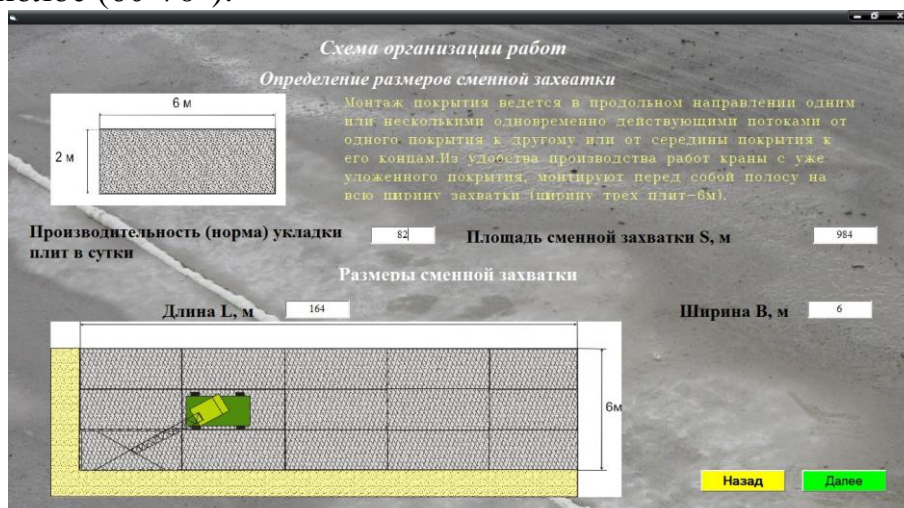 Схема организации работ
Определение размеров сменной захватки
6 м
2 м
Монтаж покрытия ведется в продольном направлении одним
или несколькими одновременно действующими потоками от
одного покрытия к другому или от середины покрытия к
его концам.Из удобства производства работ краны с уже
уложенного покрытия, монтируют перед собой полосу на
всю ширину захватки (ширину трех плит-6м).
Производительность (норма) укладки
плит в сутки
82
Площадь сменной захватки S, м
984
Размеры сменной захватки
Длина L, м
164
Ширина B, м
6
6м
Назад
Далее